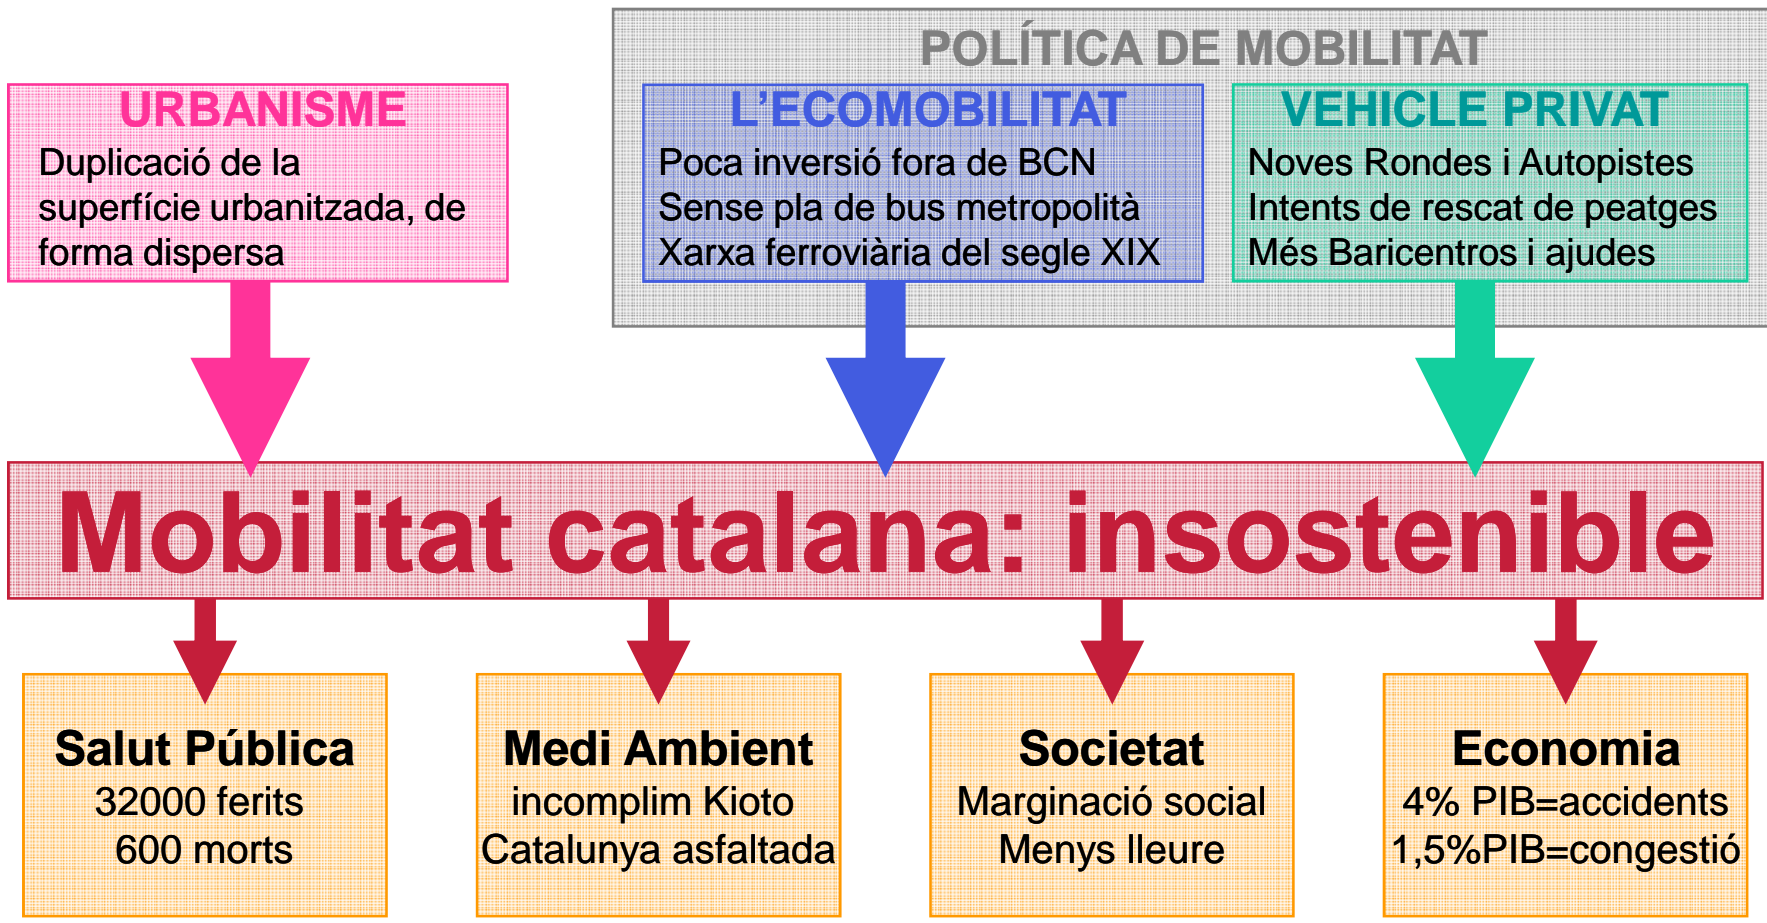 POLÍTICA DE MOBILITAT
URBANISME
Duplicació de la
superfície urbanitzada, de
forma dispersa
L’ECOMOBILITAT
Poca inversió fora de BCN
Sense pla de bus metropolità
Xarxa ferroviària del segle XIX
VEHICLE PRIVAT
Noves Rondes i Autopistes
Intents de rescat de peatges
Més Baricentros i ajudes
Mobilitat catalana: insostenible
Salut Pública
32000 ferits
600 morts
Medi Ambient
incomplim Kioto
Catalunya asfaltada
Societat
Marginació social
Menys lleure
Economia
4% PIB=accidents
1,5%PIB=congestió